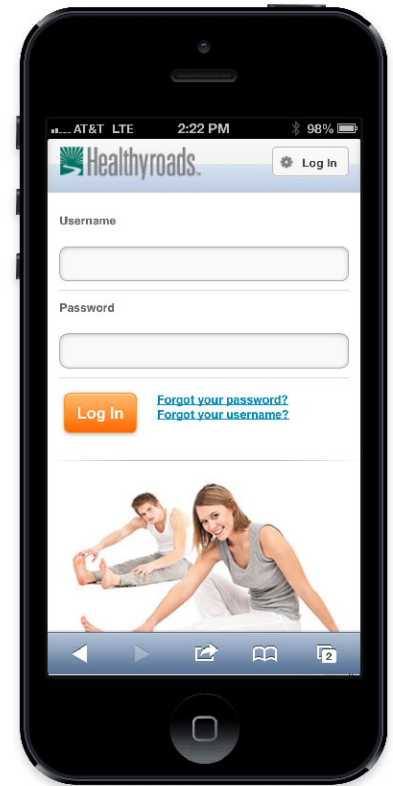 AT&T LTE 2:22 PM 98%
Healthyroads™
Log In
Username
Password
Log In
Forgot your password?
Forgot your username?
2